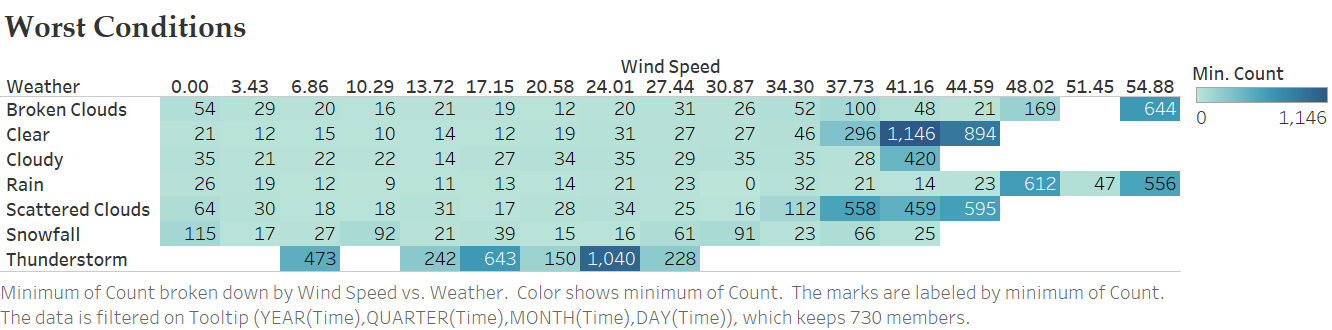 Worst Conditions
Wind Speed
Weather 0.00 3.43 6.86 10.29 13.72 17.15 20.58 24.01 27.44 30.87 34.30 37.73 41.16 44.59 48.02 51.45 54.88
Broken Clouds 54 29 20 16 21 19 12 20 31 26 52 100 48 21 169 644
Clear 21 12 15 10 14 12 19 31 27 27 46 296 1,146 894
Cloudy 35 21 22 22 14 27 34 35 29 35 35 28 420
Rain 26 19 12 9 11 13 14 21 23 0 32 21 14 23 612 47 556
Scattered Clouds 64 30 18 18 31 17 28 34 25 16 112 558 459 595
Snowfall 115 17 27 92 21 39 15 16 61 91 23 66 25
Thunderstorm 473 242 643 150 1,040 228
Min. Count
0 1,146
Minimum of Count broken down by Wind Speed vs. Weather.  Color shows minimum of Count.  The marks are labeled by minimum of Count.
The data is filtered on Tooltip (YEAR(Time),QUARTER(Time),MONTH(Time),DAY(Time)), which keeps 730 members.